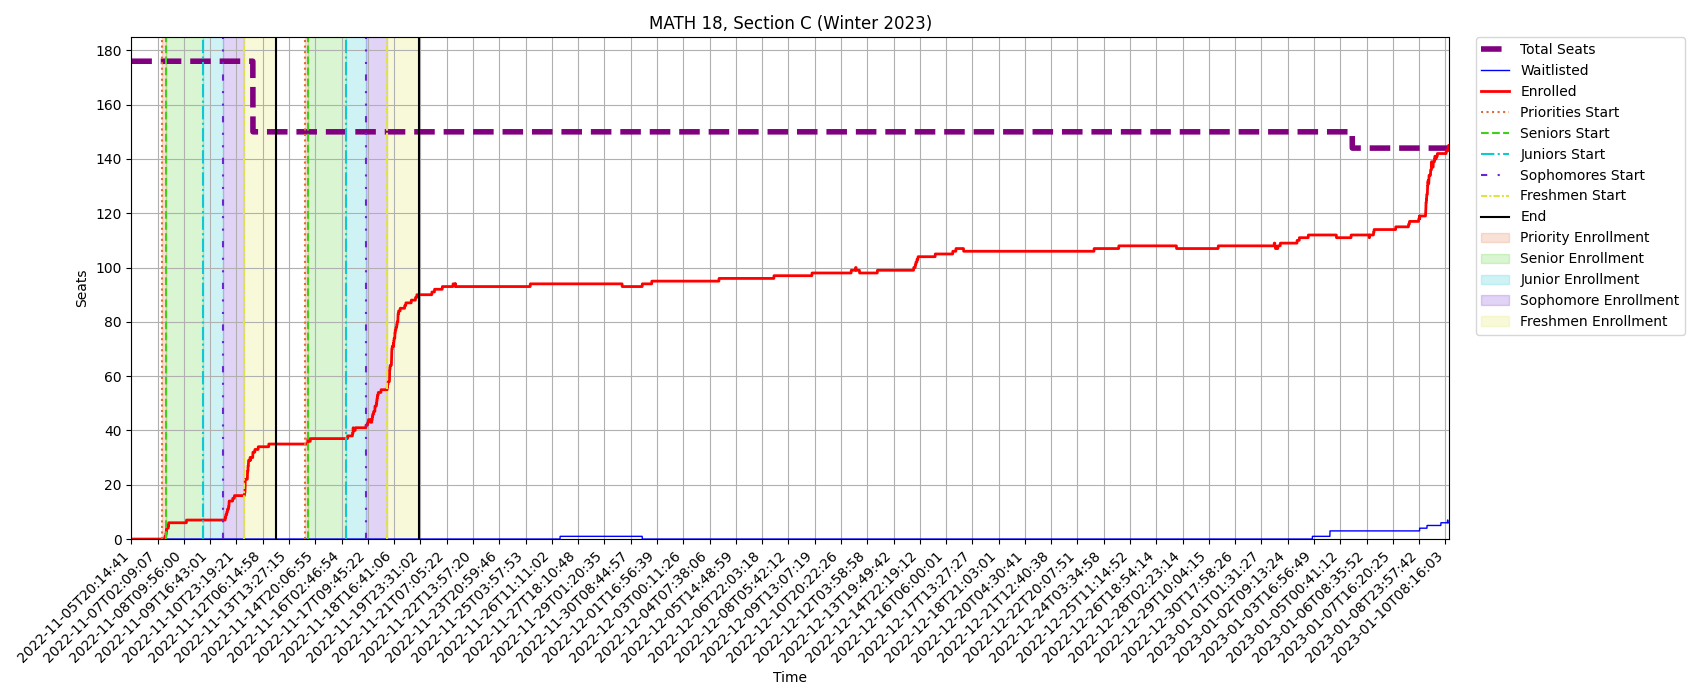 MATH 18, Section C (Winter 2023)
Seats
180
160
140
120
100
80
60
40
20
0
2022-11-05T20:14:41
2022-11-07T02:09:07
2022-11-08T09:56:00
2022-11-09T16:43:01
2022-11-10T23:19:21
2022-11-12T06:14:58
2022-11-13T13:27:15
2022-11-14T20:06:55
2022-11-16T02:46:54
2022-11-17T09:45:22
2022-11-18T16:41:06
2022-11-19T23:31:02
2022-11-21T07:05:22
2022-11-22T13:57:20
2022-11-23T20:59:46
2022-11-25T03:57:53
2022-11-26T11:11:02
2022-11-27T18:10:48
2022-11-29T01:20:35
2022-11-30T08:44:57
2022-12-01T16:56:39
2022-12-03T00:11:26
2022-12-04T07:38:06
2022-12-05T14:48:59
2022-12-06T22:03:18
2022-12-08T05:42:12
2022-12-09T13:07:19
2022-12-10T20:22:26
2022-12-12T03:58:58
2022-12-13T19:49:42
2022-12-14T22:19:12
2022-12-16T06:00:01
2022-12-17T13:27:27
2022-12-18T21:03:01
2022-12-20T04:30:41
2022-12-21T12:40:38
2022-12-22T20:07:51
2022-12-24T03:34:58
2022-12-25T11:14:52
2022-12-26T18:54:14
2022-12-28T02:23:14
2022-12-29T10:04:15
2022-12-30T17:58:26
2023-01-01T01:31:27
2023-01-02T09:13:24
2023-01-03T16:56:49
2023-01-05T00:41:12
2023-01-06T08:35:52
2023-01-07T16:20:25
2023-01-08T23:57:42
2023-01-10T08:16:03
Time
Total Seats
Waitlisted
Enrolled
Priorities Start
Seniors Start
Juniors Start
Sophomores Start
Freshmen Start
End
Priority Enrollment
Senior Enrollment
Junior Enrollment
Sophomore Enrollment
Freshmen Enrollment